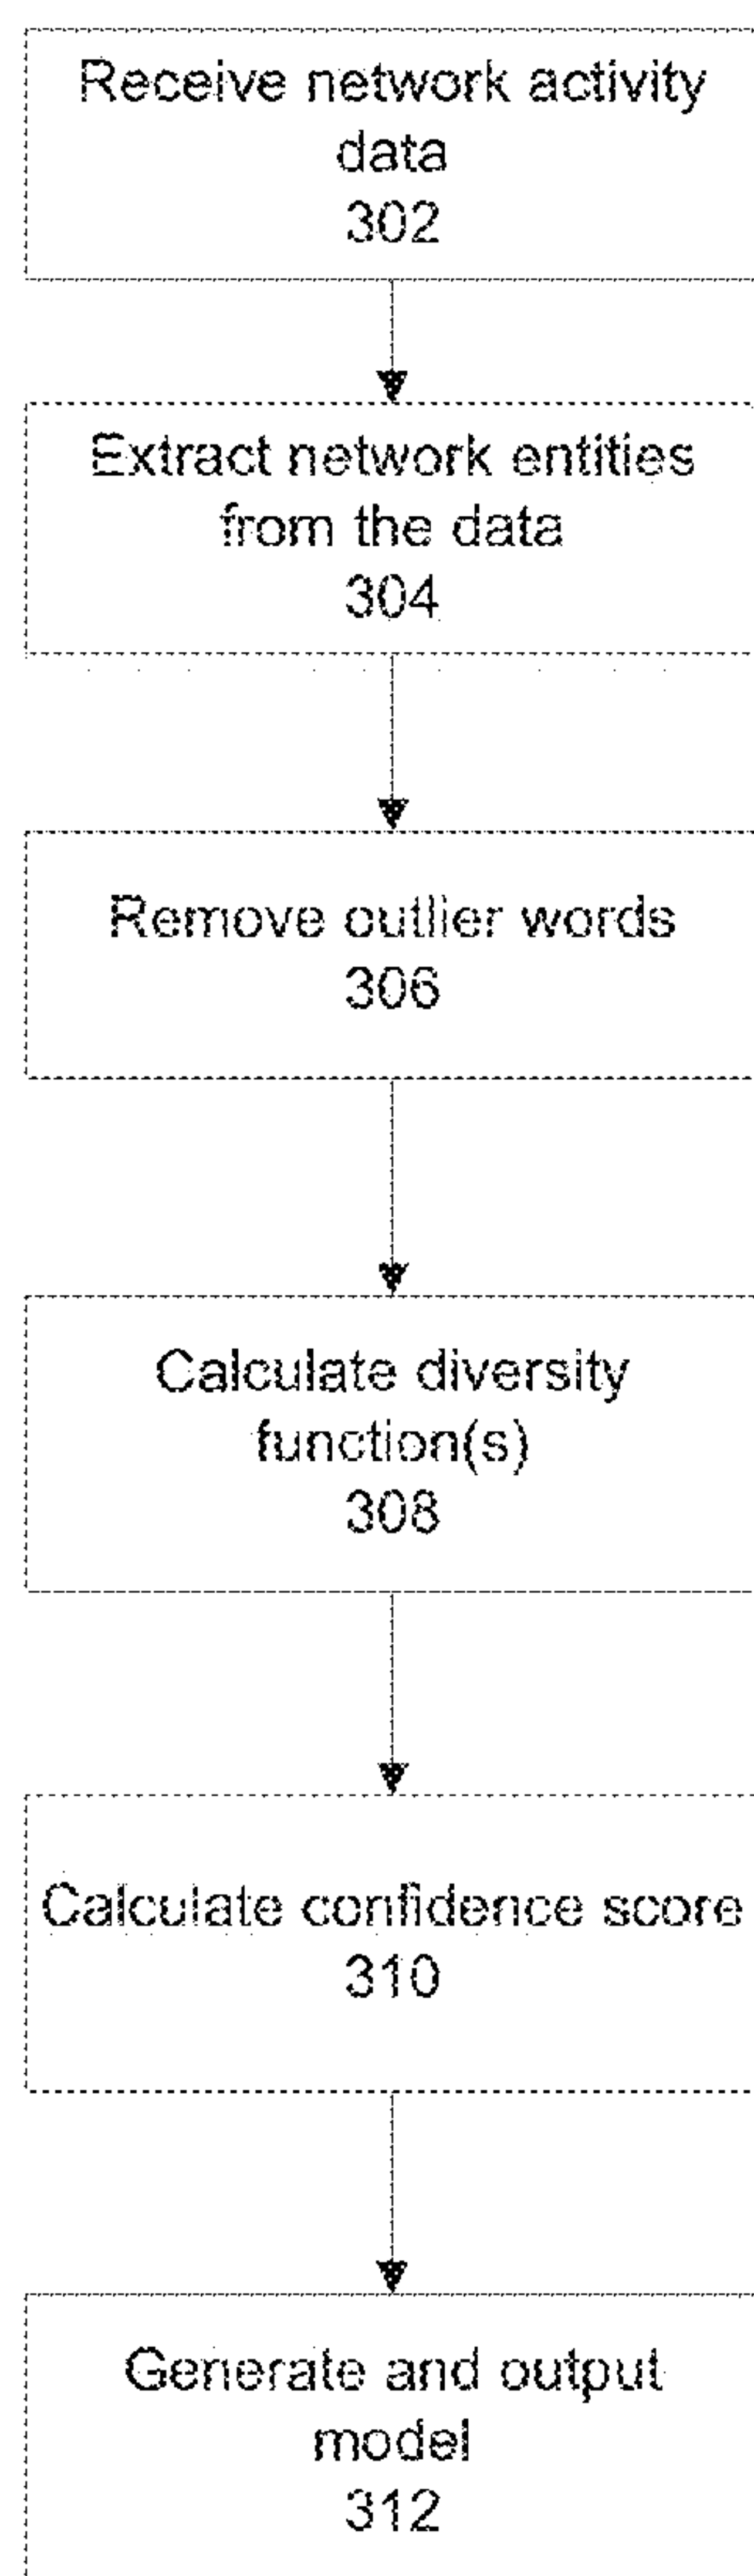 Receive network activity
data
302
Extract network entities
from the data
304
Remove outlier words
306
Calculate diversity
function(s)
308
Calculate confidence score
310
Generate and output
model
312